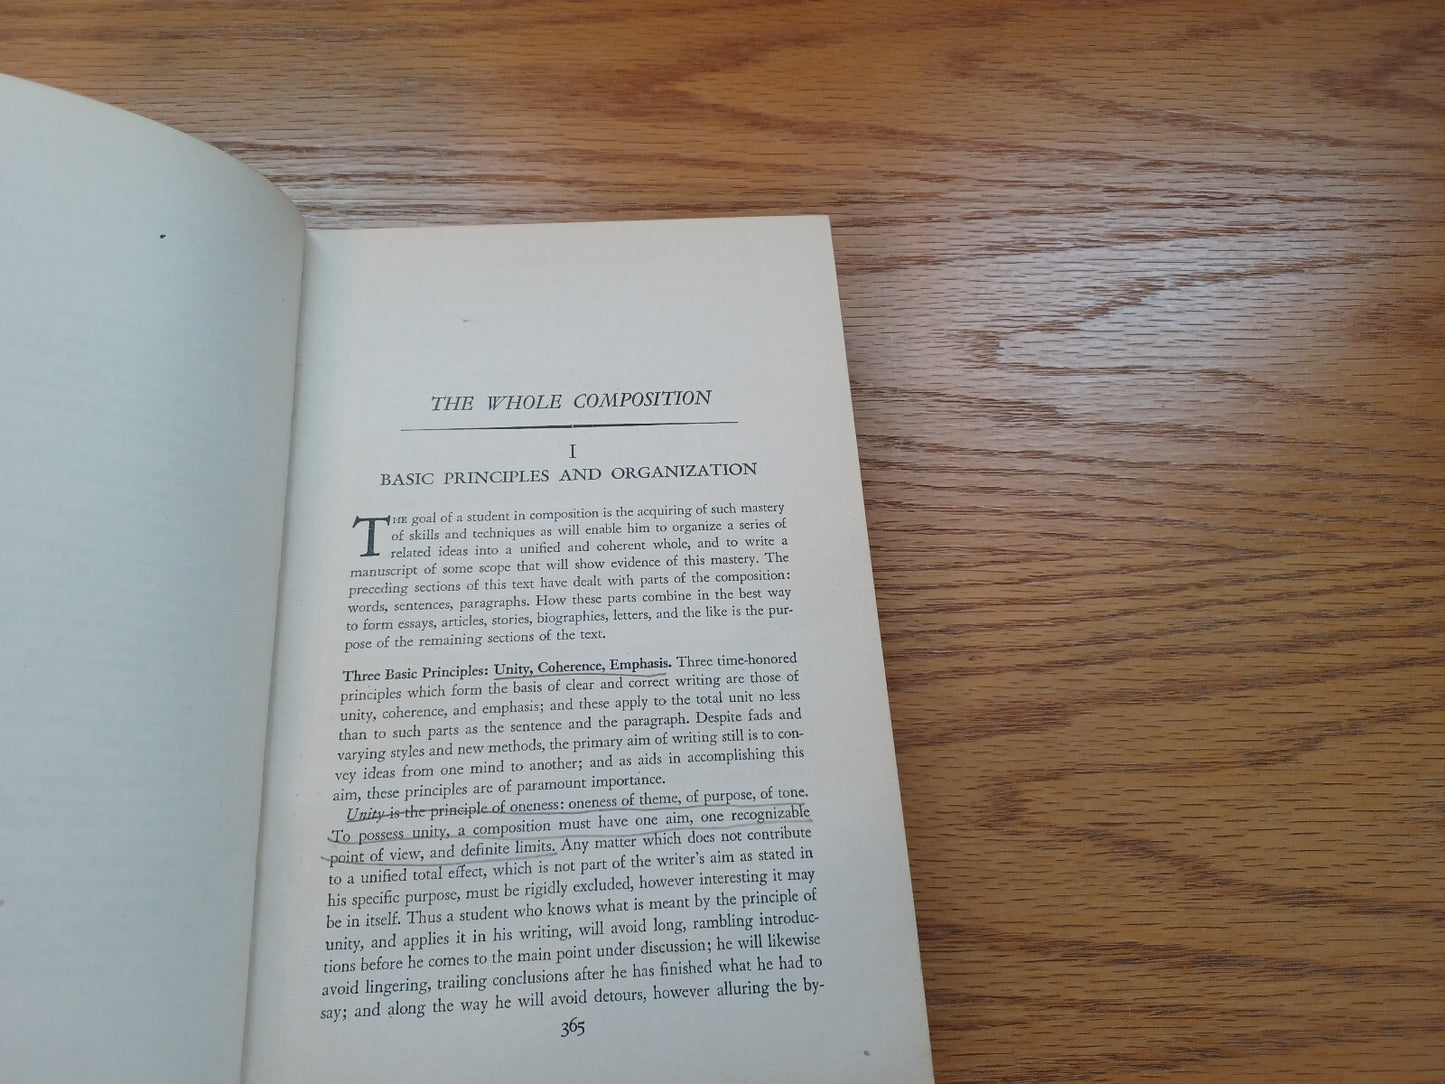 THE WHOLE COMPOSITION
I
BASIC PRINCIPLES AND ORGANIZATION
THE goal of a student in composition is the acquiring of such mastery
of skills and techniques as will enable him to organize a series of
related ideas into a unified and coherent whole, and to write a
manuscript of some scope that will show evidence of this mastery. The
preceding sections of this text have dealt with parts of the composition:
words, sentences, paragraphs. How these parts combine in the best way
to form essays, articles, stories, biographies, letters, and the like is the pur-
pose of the remaining sections of the text.
Three Basic Principles: Unity, Coherence, Emphasis. Three time-honored
principles which form the basis of clear and correct writing are those of
unity, coherence, and emphasis; and these apply to the total unit no less
than to such parts as the sentence and the paragraph. Despite fads and
varying styles and new methods, the primary aim of writing still is to con-
vey ideas from one mind to another; and as aids in accomplishing this
aim, these principles are of paramount importance.
Unity is the principle of oneness: oneness of theme, of purpose, of tone.
To possess unity, a composition must have one aim, one recognizable
point of view, and definite limits. Any matter which does not contribute
to a unified total effect, which is not part of the writer's aim as stated in
his specific purpose, must be rigidly excluded, however interesting it may
be in itself. Thus a student who knows what is meant by the principle of
unity, and applies it in his writing, will avoid long, rambling introduc-
tions before he comes to the main point under discussion; he will likewise
avoid lingering, trailing conclusions after he has finished what he had to
say; and along the way he will avoid detours, however alluring the by-
365